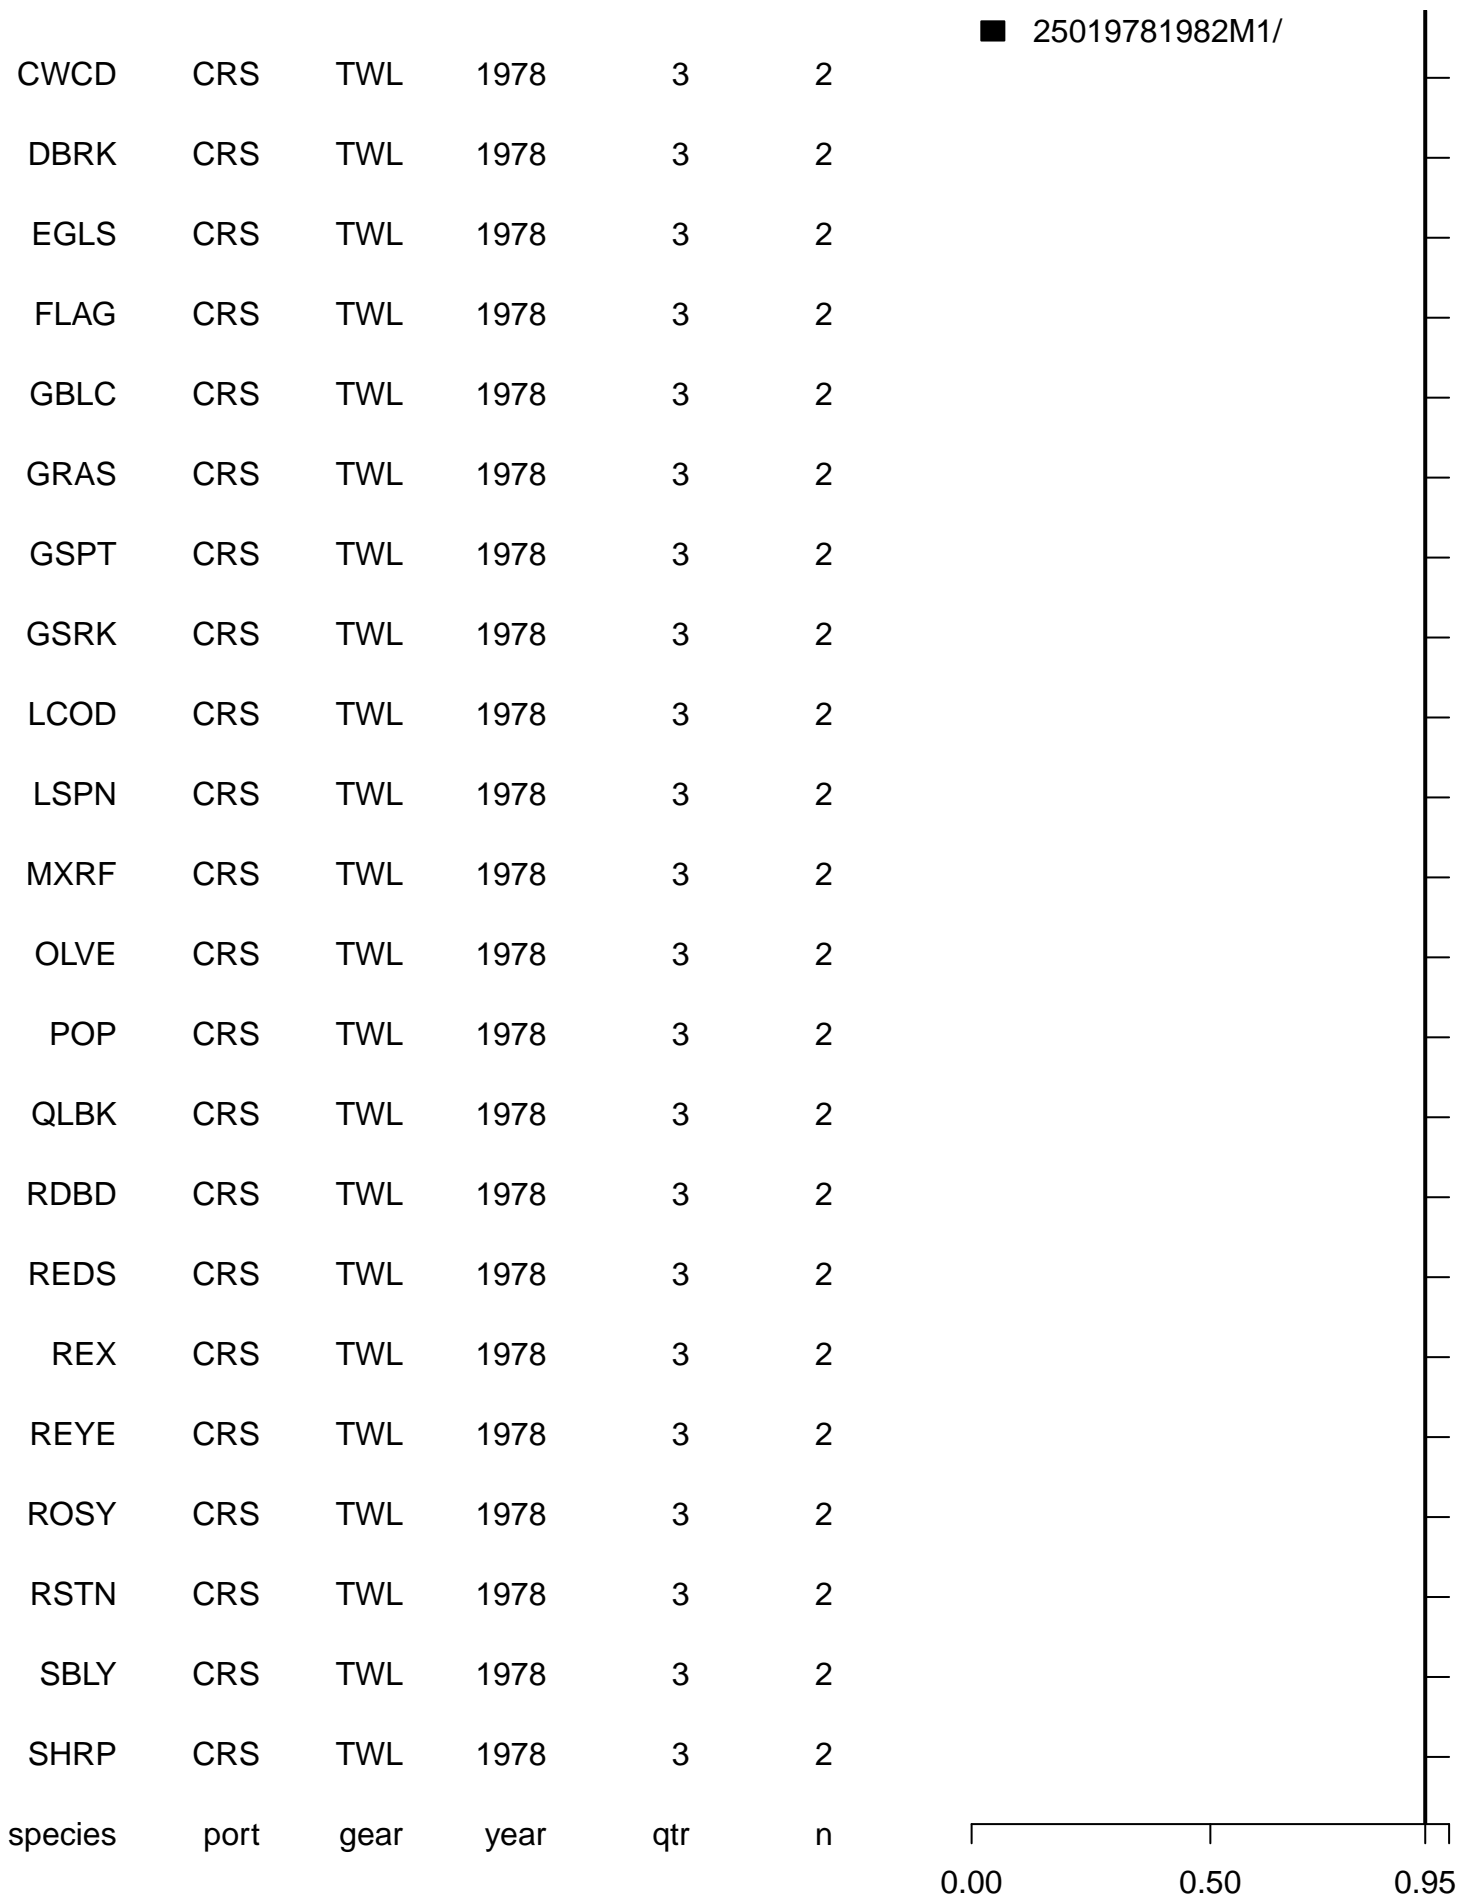 25019781982M1/
CWCD CRS TWL 1978 3 2
DBRK CRS TWL 1978 3 2
EGLS CRS TWL 1978 3 2
FLAG CRS TWL 1978 3 2
GBLC CRS TWL 1978 3 2
GRAS CRS TWL 1978 3 2
GSPT CRS TWL 1978 3 2
GSRK CRS TWL 1978 3 2
LCOD CRS TWL 1978 3 2
LSPN CRS TWL 1978 3 2
MXRF CRS TWL 1978 3 2
OLVE CRS TWL 1978 3 2
POP CRS TWL 1978 3 2
QLBK CRS TWL 1978 3 2
RDBD CRS TWL 1978 3 2
REDS CRS TWL 1978 3 2
REX CRS TWL 1978 3 2
REYE CRS TWL 1978 3 2
ROSY CRS TWL 1978 3 2
RSTN CRS TWL 1978 3 2
SBLY CRS TWL 1978 3 2
SHRP CRS TWL 1978 3 2
species port gear year qtr n
0.00 0.50 0.95